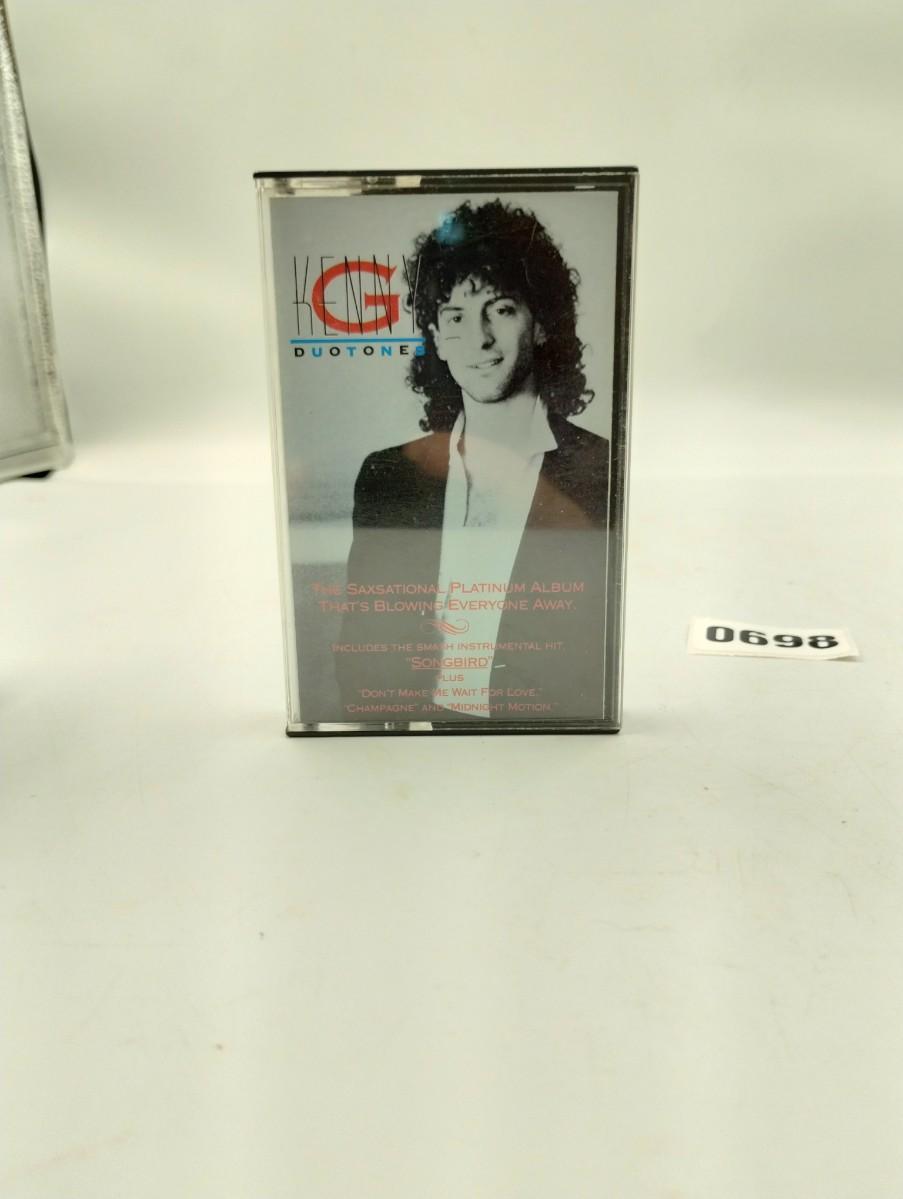 KENNY G
DUOTONES
THE SAXSATIONAL PLATINUM ALBUM
THAT'S BLOWING EVERYONE AWAY.
INCLUDES THE SMASH INSTRUMENTAL HIT,
"SONGBIRD"
PLUS
"DON'T MAKE ME WAIT FOR LOVE,"
"CHAMPAGNE" AND "MIDNIGHT MOTION."
0698